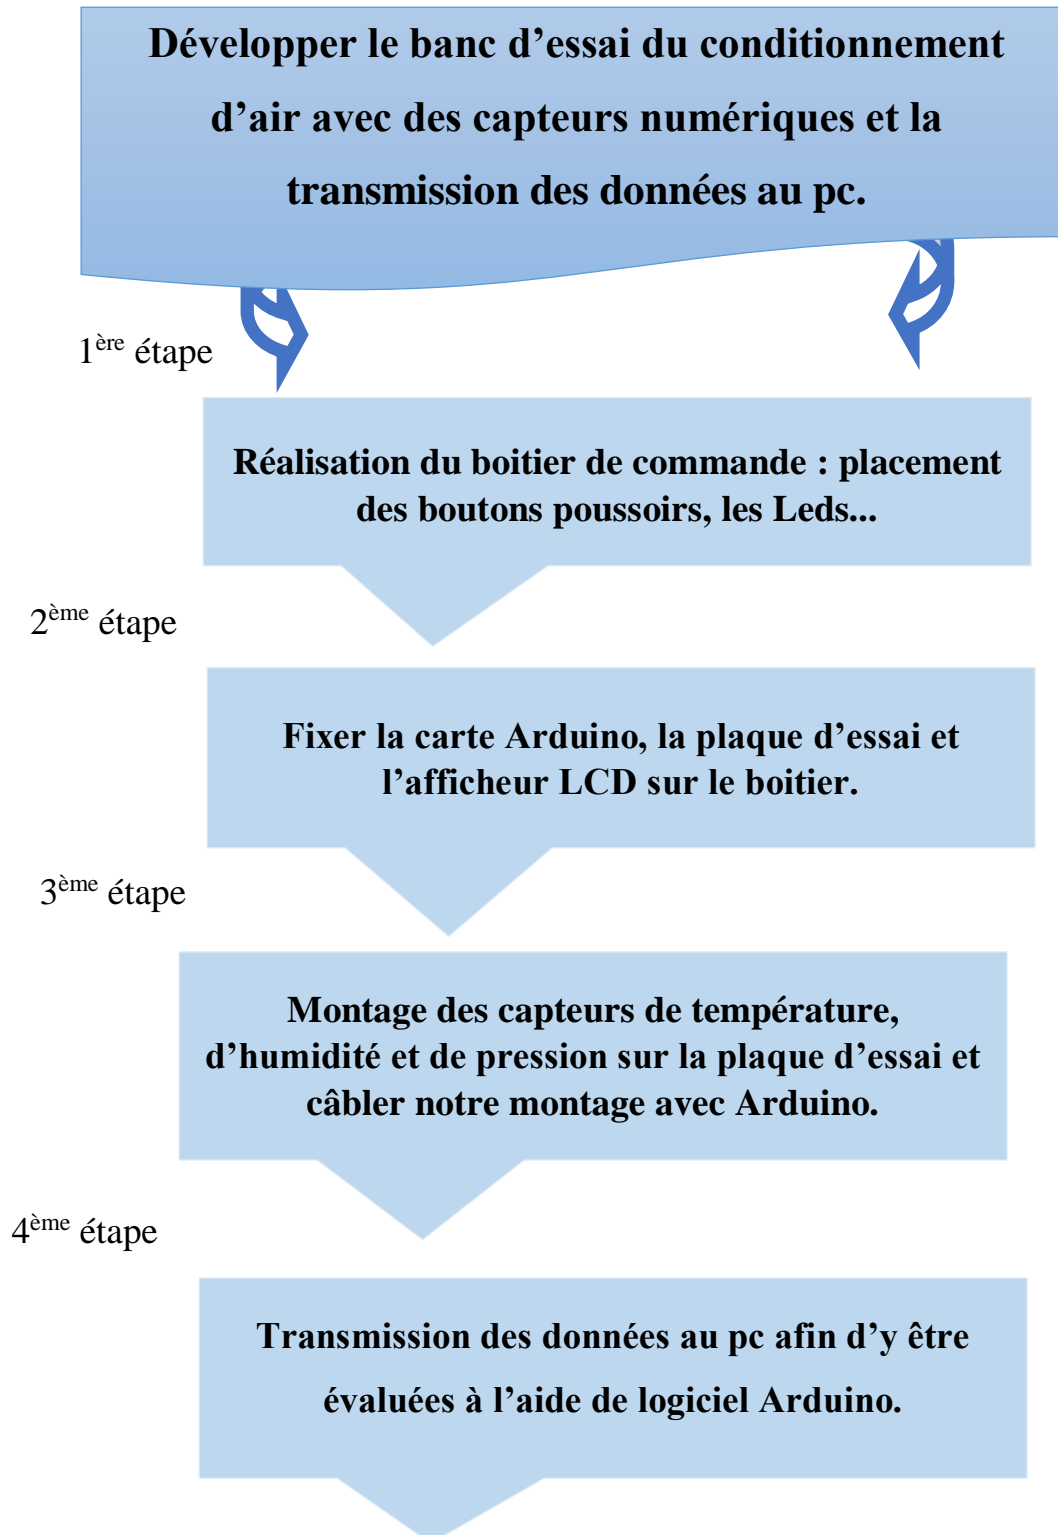 Développer le banc d’essai du conditionnement
d’air avec des capteurs numériques et la
transmission des données au pc.
1ère étape
Réalisation du boitier de commande : placement
des boutons poussoirs, les Leds...
2ème étape
Fixer la carte Arduino, la plaque d’essai et
l’afficheur LCD sur le boitier.
3ème étape
Montage des capteurs de température,
d’humidité et de pression sur la plaque d’essai et
câbler notre montage avec Arduino.
4ème étape
Transmission des données au pc afin d’y être
évaluées à l’aide de logiciel Arduino.